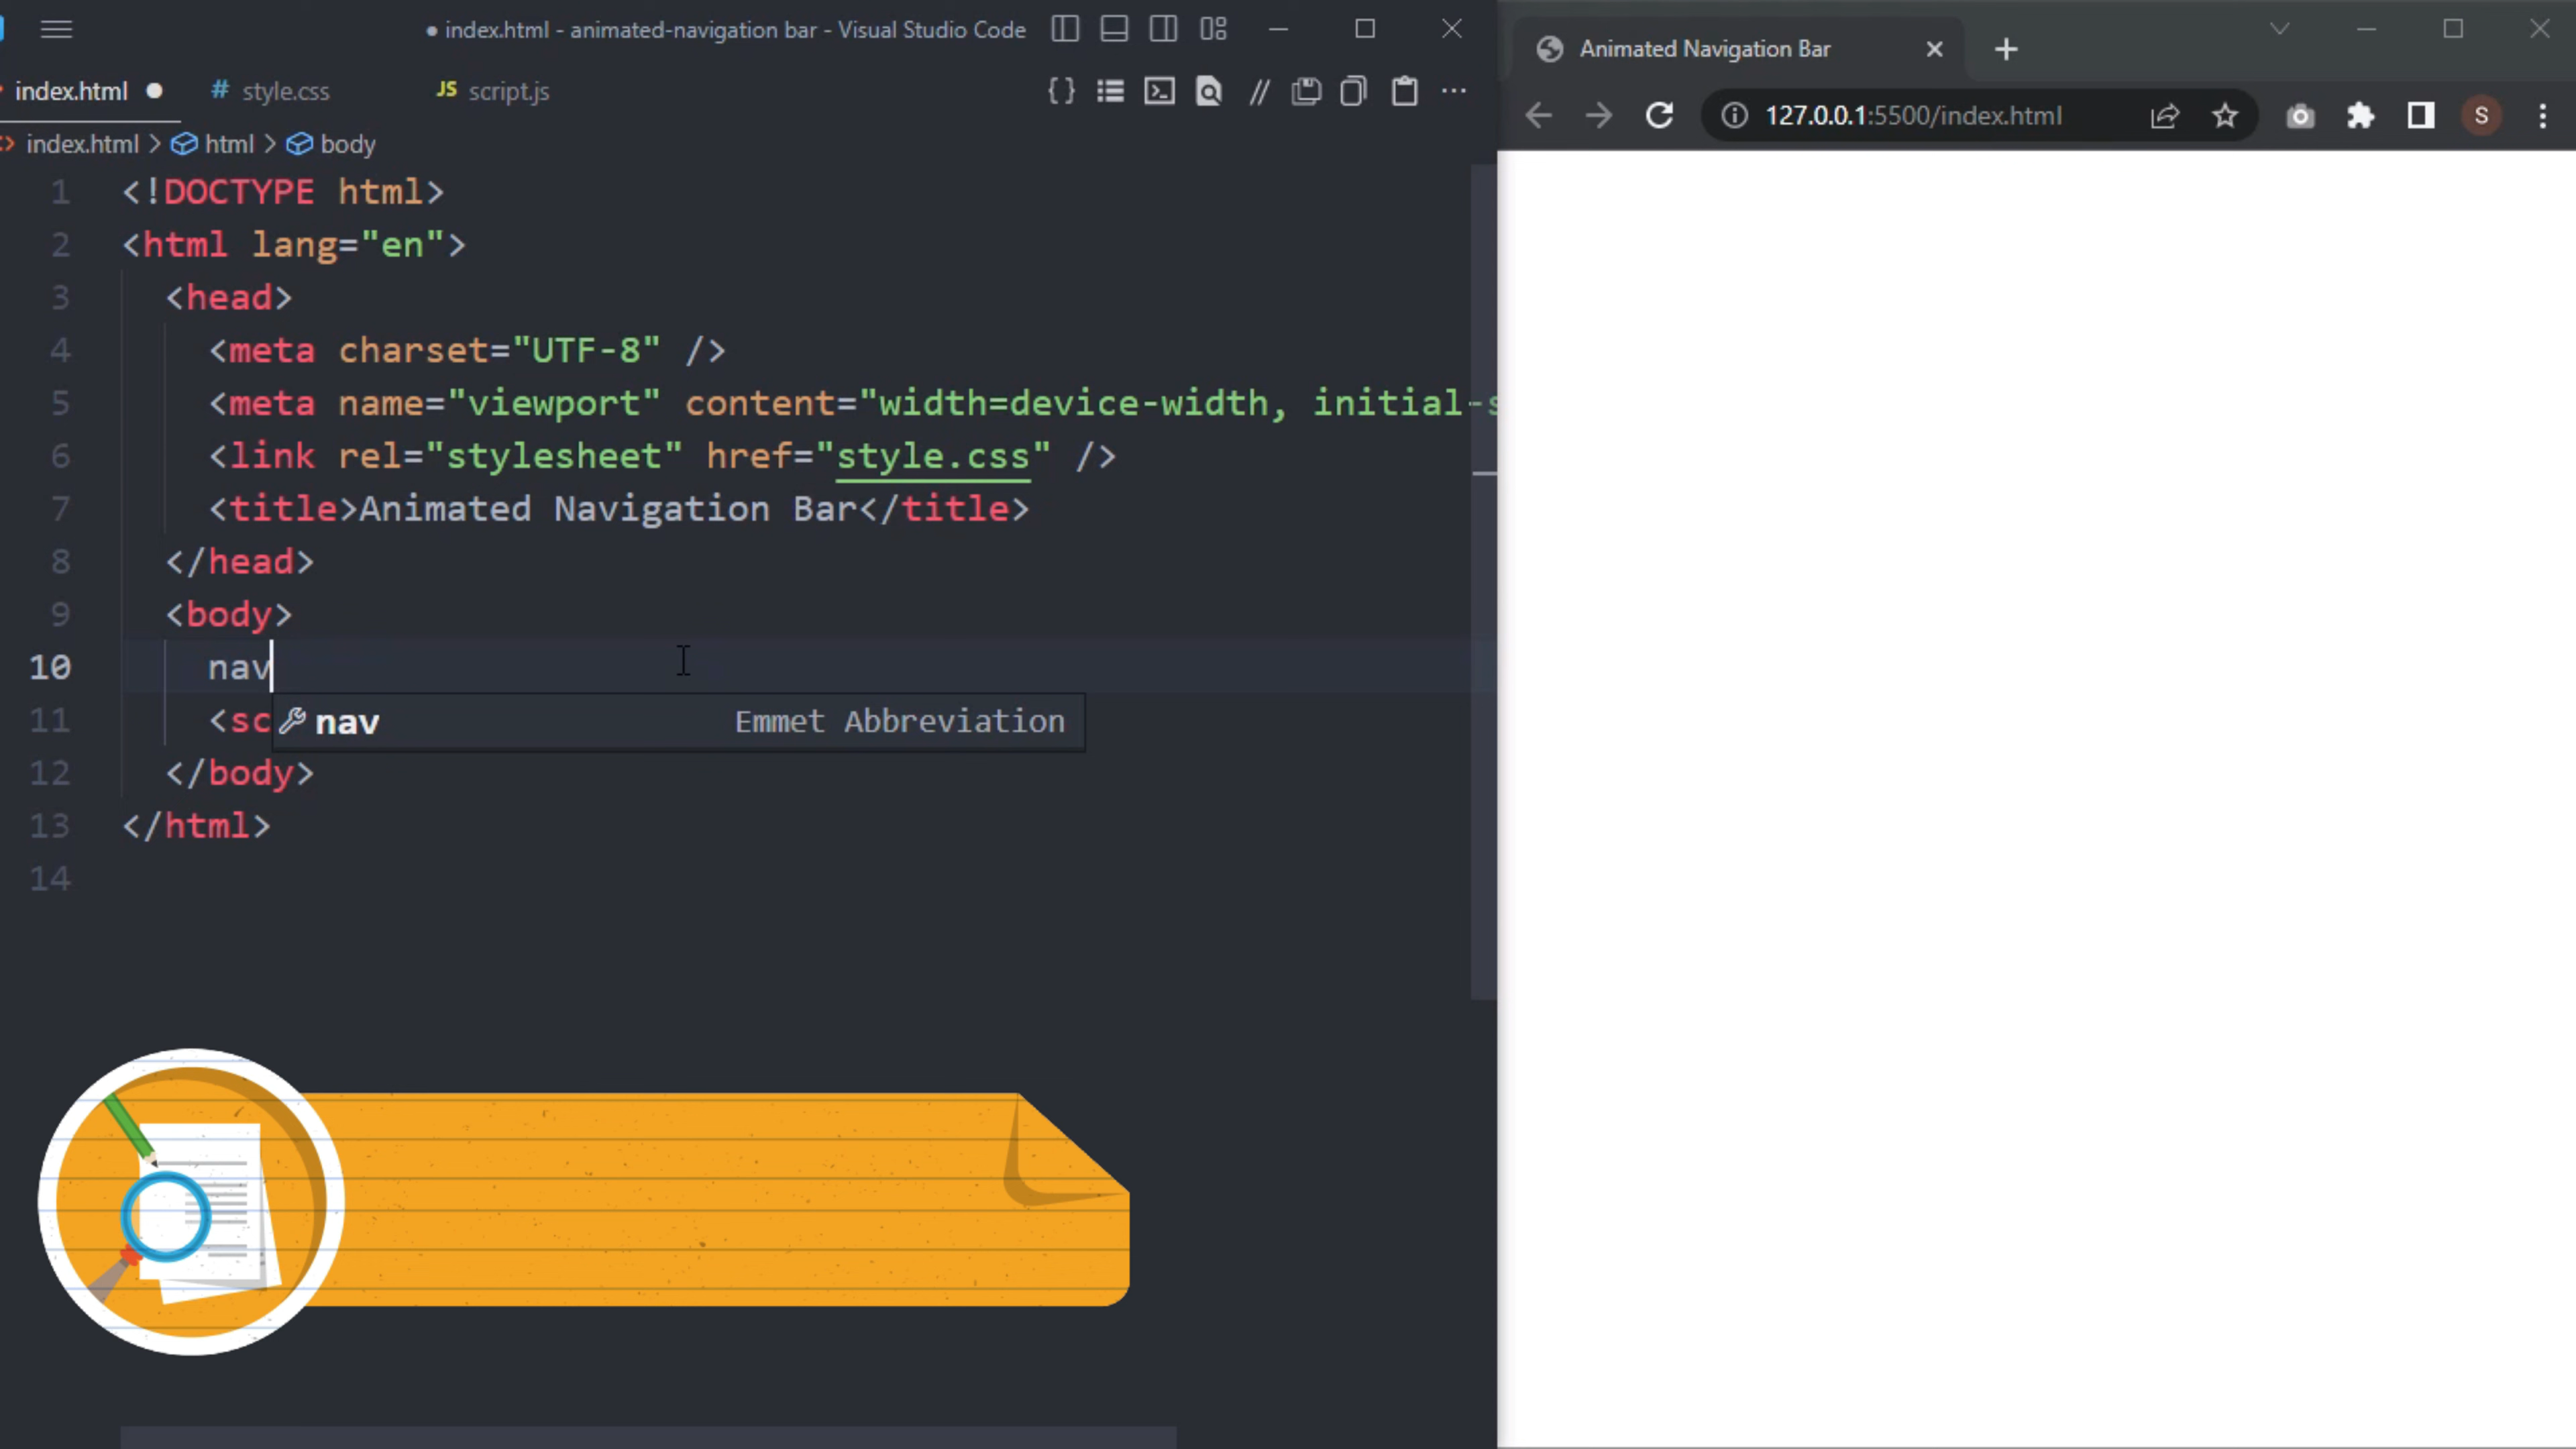 index.html - animated-navigation bar - Visual Studio Code
index.html # style.css JS script.js
index.html > html > body
1 <!DOCTYPE html>
2 <html lang="en">
3 <head>
4 <meta charset="UTF-8" />
5 <meta name="viewport" content="width=device-width, initial-s
6 <link rel="stylesheet" href="style.css" />
7 <title>Animated Navigation Bar</title>
8 </head>
9 <body>
10 nav
nav Emmet Abbreviation
11 <sc
12 </body>
13 </html>
14
Animated Navigation Bar
127.0.0.1:5500/index.html
S